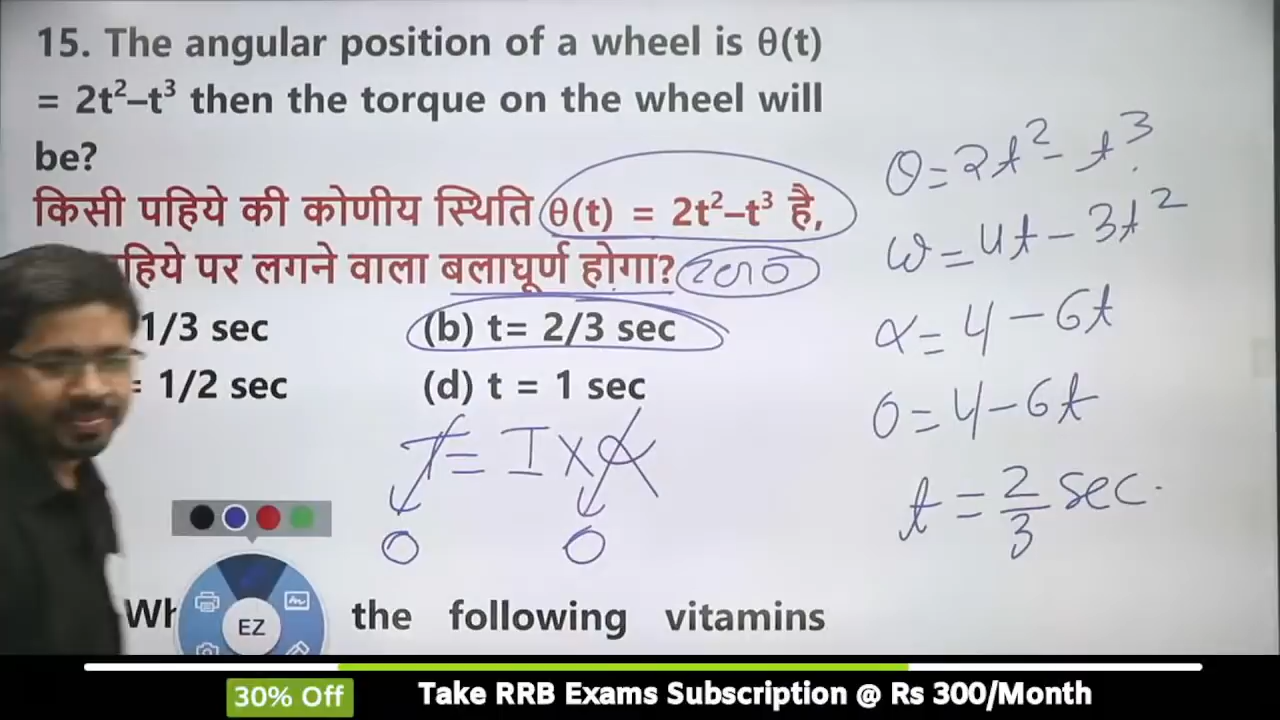 15. The angular position of a wheel is θ(t)
= 2t²–t³ then the torque on the wheel will
be?
किसी पहिये की कोणीय स्थिति θ(t) = 2t²–t³ है,
हिये पर लगने वाला बलाघूर्ण होगा? zero
1/3 sec (b) t= 2/3 sec
= 1/2 sec (d) t = 1 sec
τ = I × α
0 0
θ = 2t² - t³
ω = 4t - 3t²
α = 4 - 6t
0 = 4 - 6t
t = 2/3 sec.
EZ
Wh the following vitamins
30% Off Take RRB Exams Subscription @ Rs 300/Month